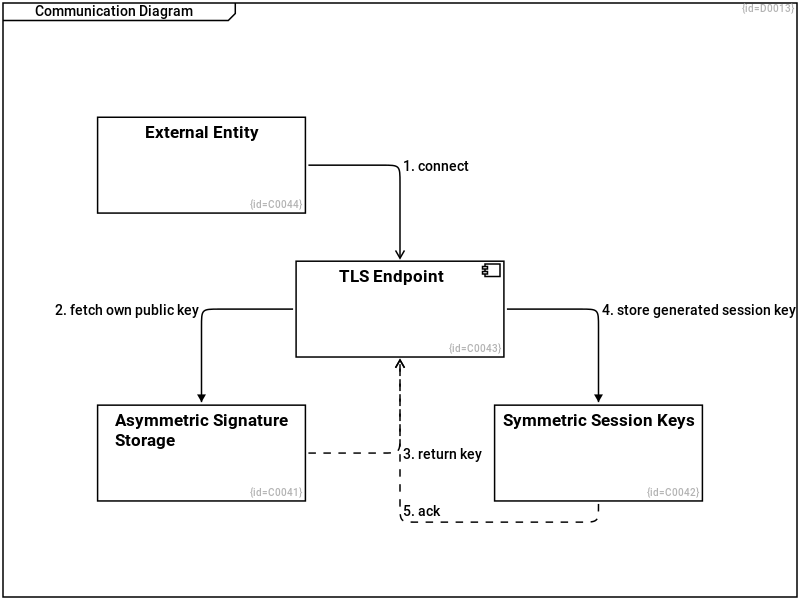 Communication Diagram
{id=D0013}
External Entity
{id=C0044}
1. connect
TLS Endpoint
{id=C0043}
2. fetch own public key
4. store generated session key
Asymmetric Signature
Storage
{id=C0041}
3. return key
Symmetric Session Keys
{id=C0042}
5. ack